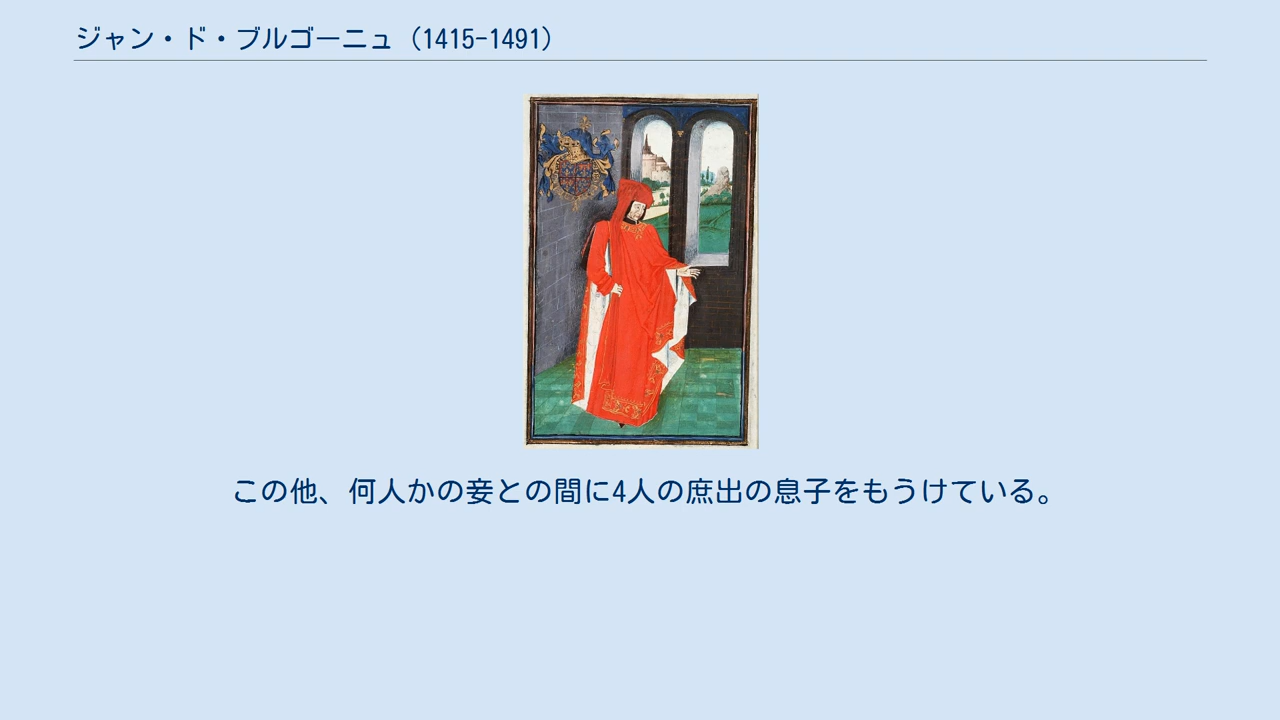 ジャン・ド・ブルゴーニュ（1415-1491）
この他、何人かの妾との間に4人の庶出の息子をもうけている。